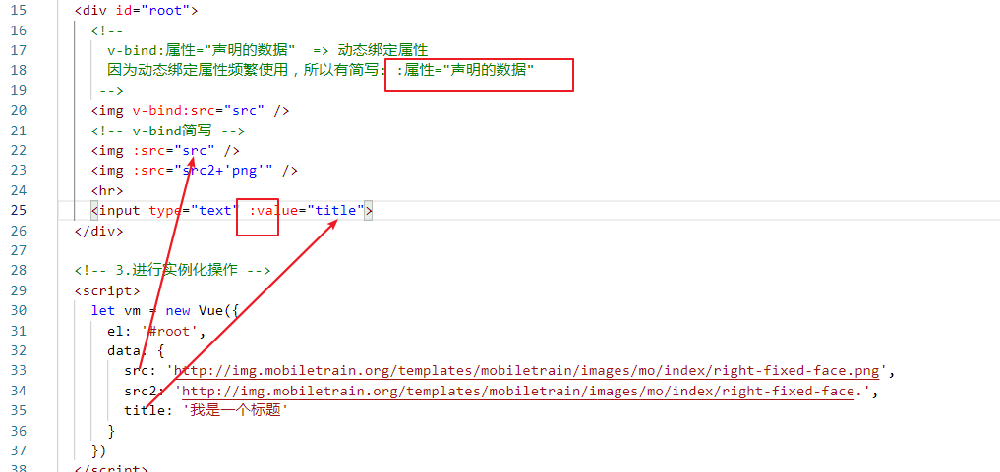 15 <div id="root">
16 <!--
17 v-bind:属性="声明的数据" => 动态绑定属性
18 因为动态绑定属性频繁使用，所以有简写: :属性="声明的数据"
19 -->
20 <img v-bind:src="src" />
21 <!-- v-bind简写 -->
22 <img :src="src" />
23 <img :src="src2+'png'" />
24 <hr>
25 <input type="text" :value="title">
26 </div>
27
28 <!-- 3.进行实例化操作 -->
29 <script>
30 let vm = new Vue({
31 el: '#root',
32 data: {
33 src: 'http://img.mobiletrain.org/templates/mobiletrain/images/mo/index/right-fixed-face.png',
34 src2: 'http://img.mobiletrain.org/templates/mobiletrain/images/mo/index/right-fixed-face.',
35 title: '我是一个标题'
36 }
37 })
38 </script>